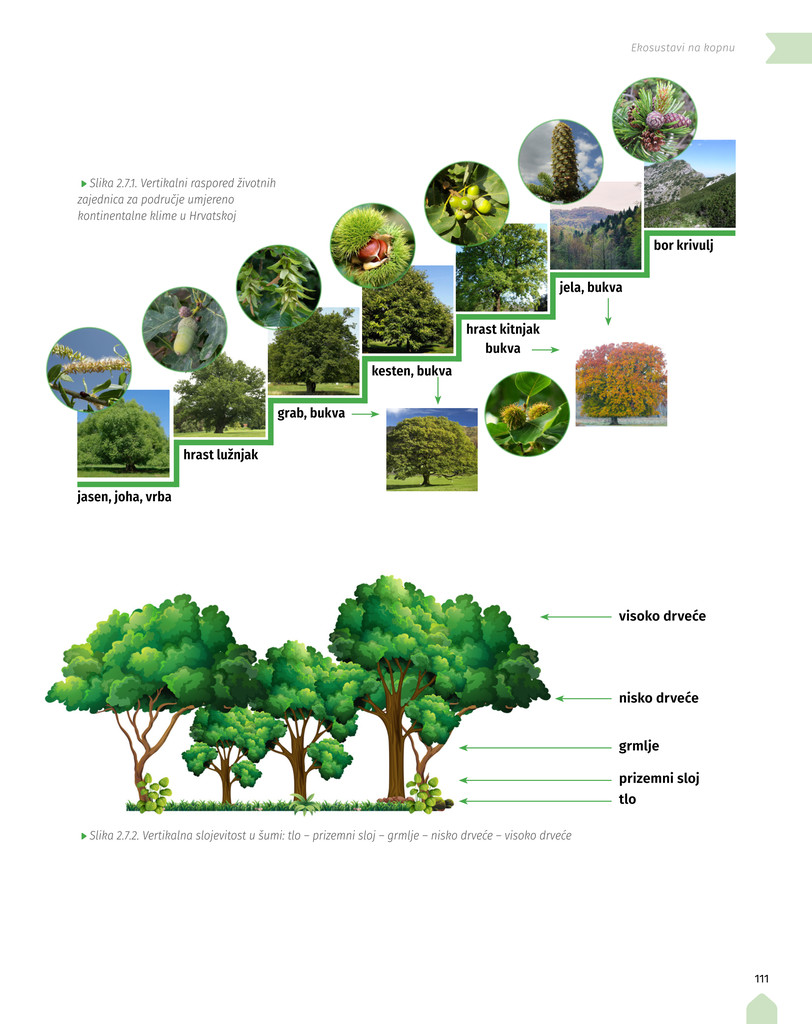 Ekosustavi na kopnu
Slika 2.7.1. Vertikalni raspored životnih
zajednica za područje umjereno
kontinentalne klime u Hrvatskoj
bor krivulj
jela, bukva
hrast kitnjak
bukva
kesten, bukva
grab, bukva
hrast lužnjak
jasen, joha, vrba
visoko drveće
nisko drveće
grmlje
prizemni sloj
tlo
Slika 2.7.2. Vertikalna slojevitost u šumi: tlo – prizemni sloj – grmlje – nisko drveće – visoko drveće
111